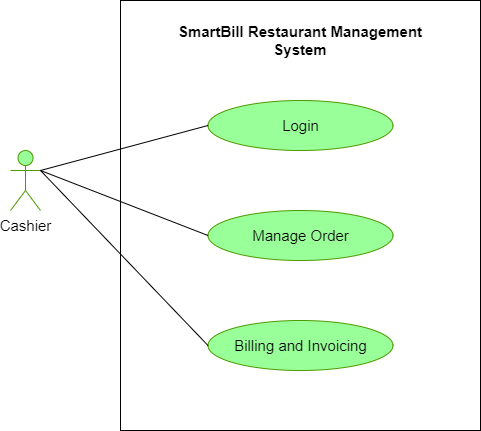 SmartBill Restaurant Management
System
Login
Cashier
Manage Order
Billing and Invoicing